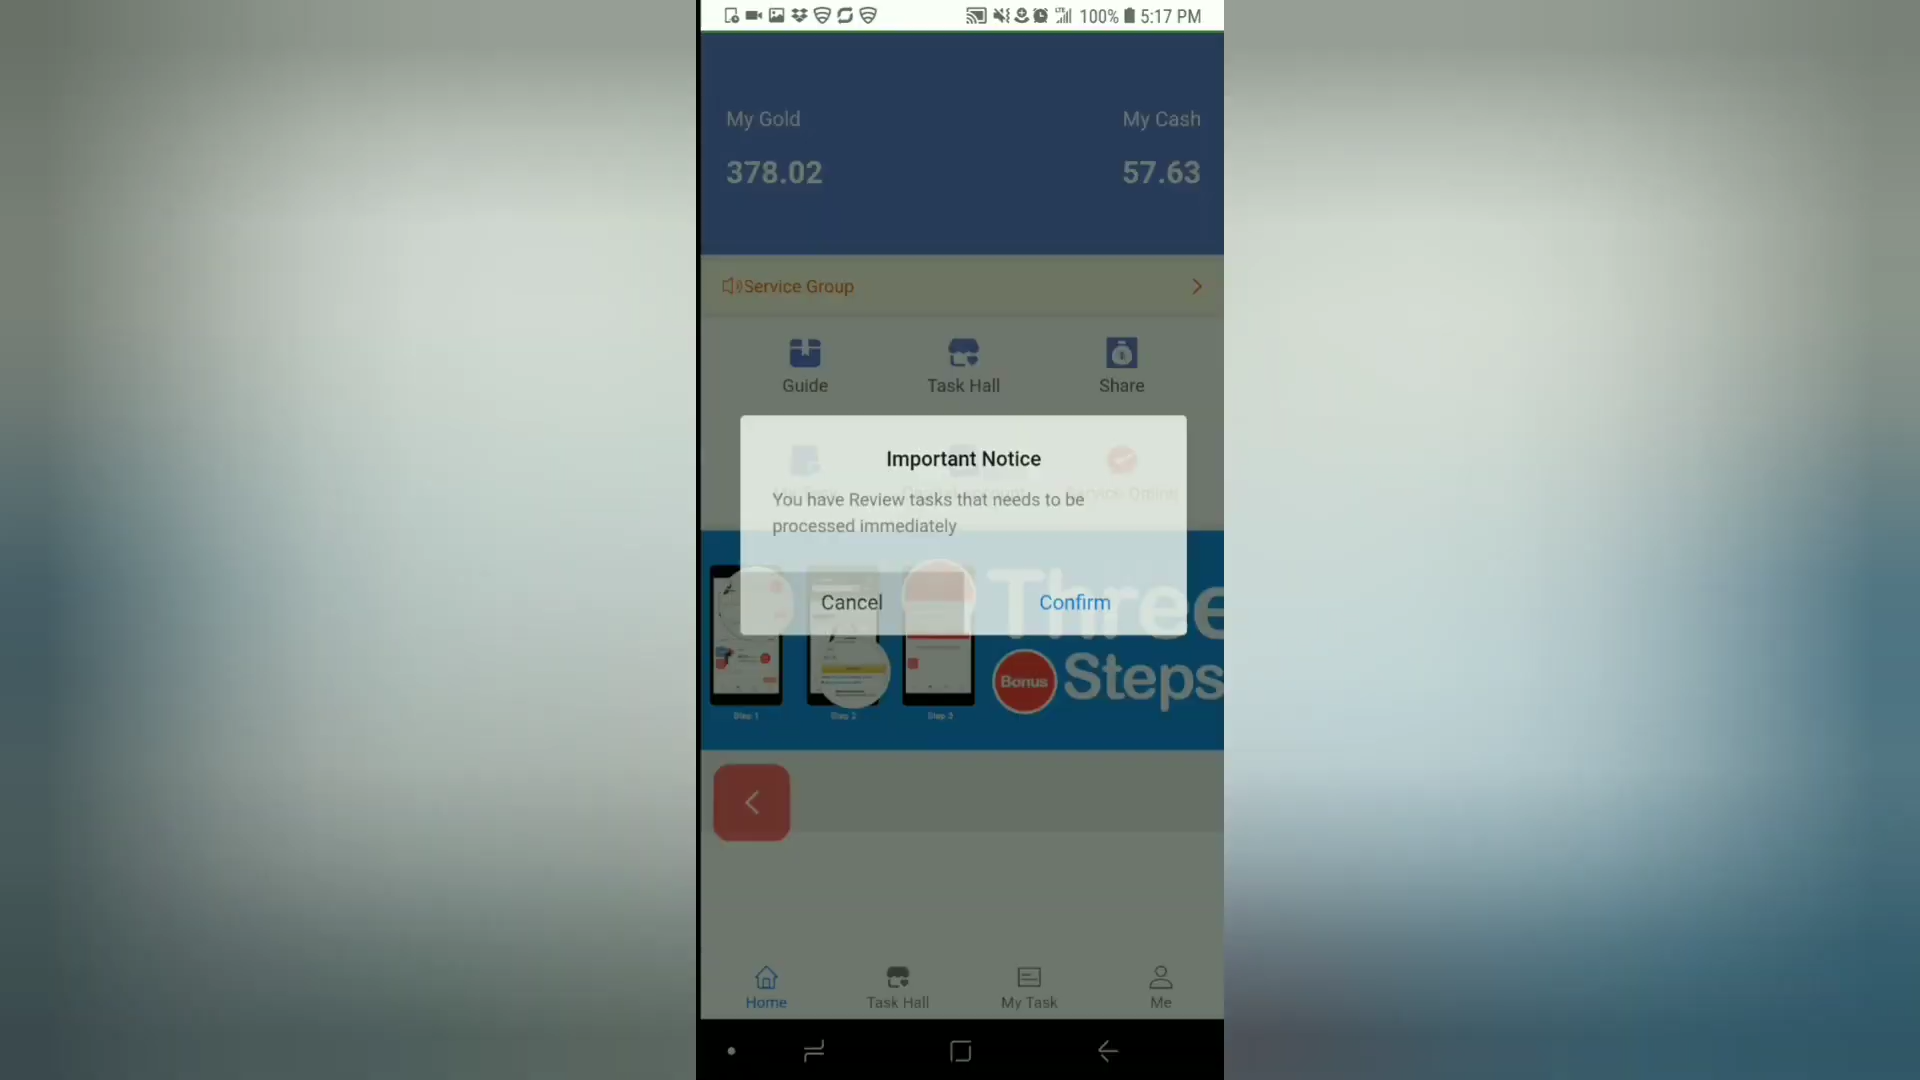 100% 5:17 PM
My Gold My Cash
378.02 57.63
Service Group
Guide Task Hall Share
Important Notice
You have Review tasks that needs to be
processed immediately
Cancel Confirm
Three
Bonus Steps
Step 1 Step 2 Step 3
Home Task Hall My Task Me